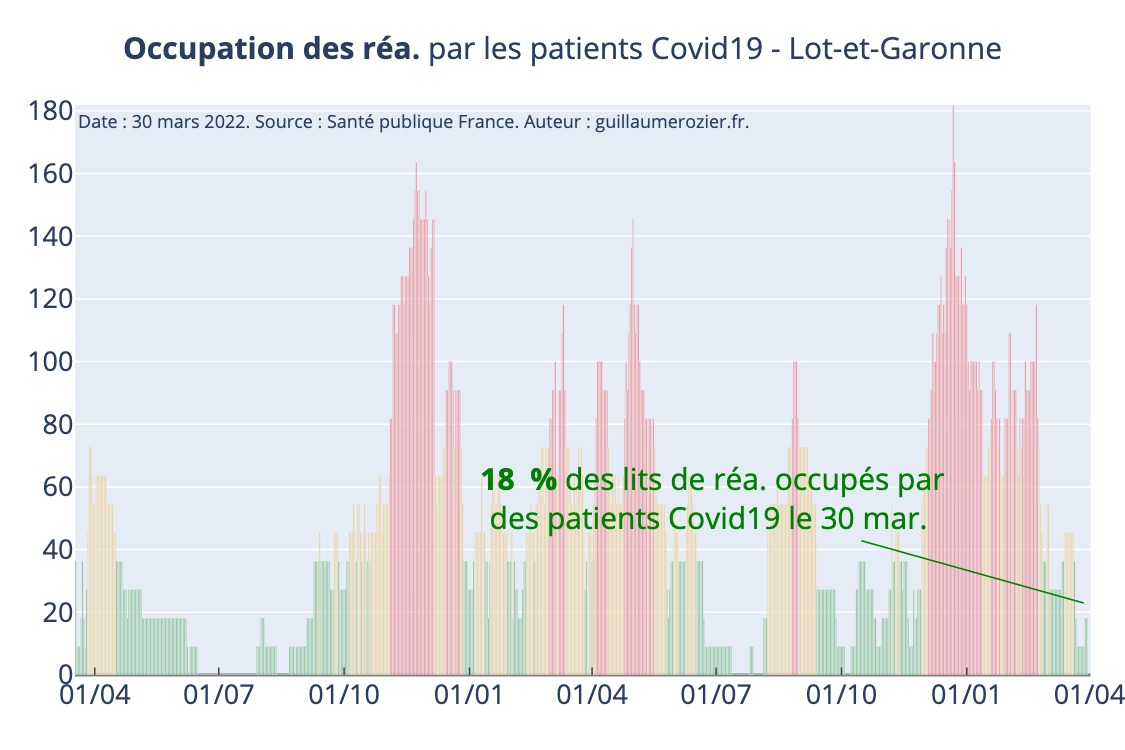 Occupation des réa. par les patients Covid19 - Lot-et-Garonne
180
Date : 30 mars 2022. Source : Santé publique France. Auteur : guillaumerozier.fr.
160
140
120
100
80
60
18 % des lits de réa. occupés par
des patients Covid19 le 30 mar.
40
20
0
01/04 01/07 01/10 01/01 01/04 01/07 01/10 01/01 01/04